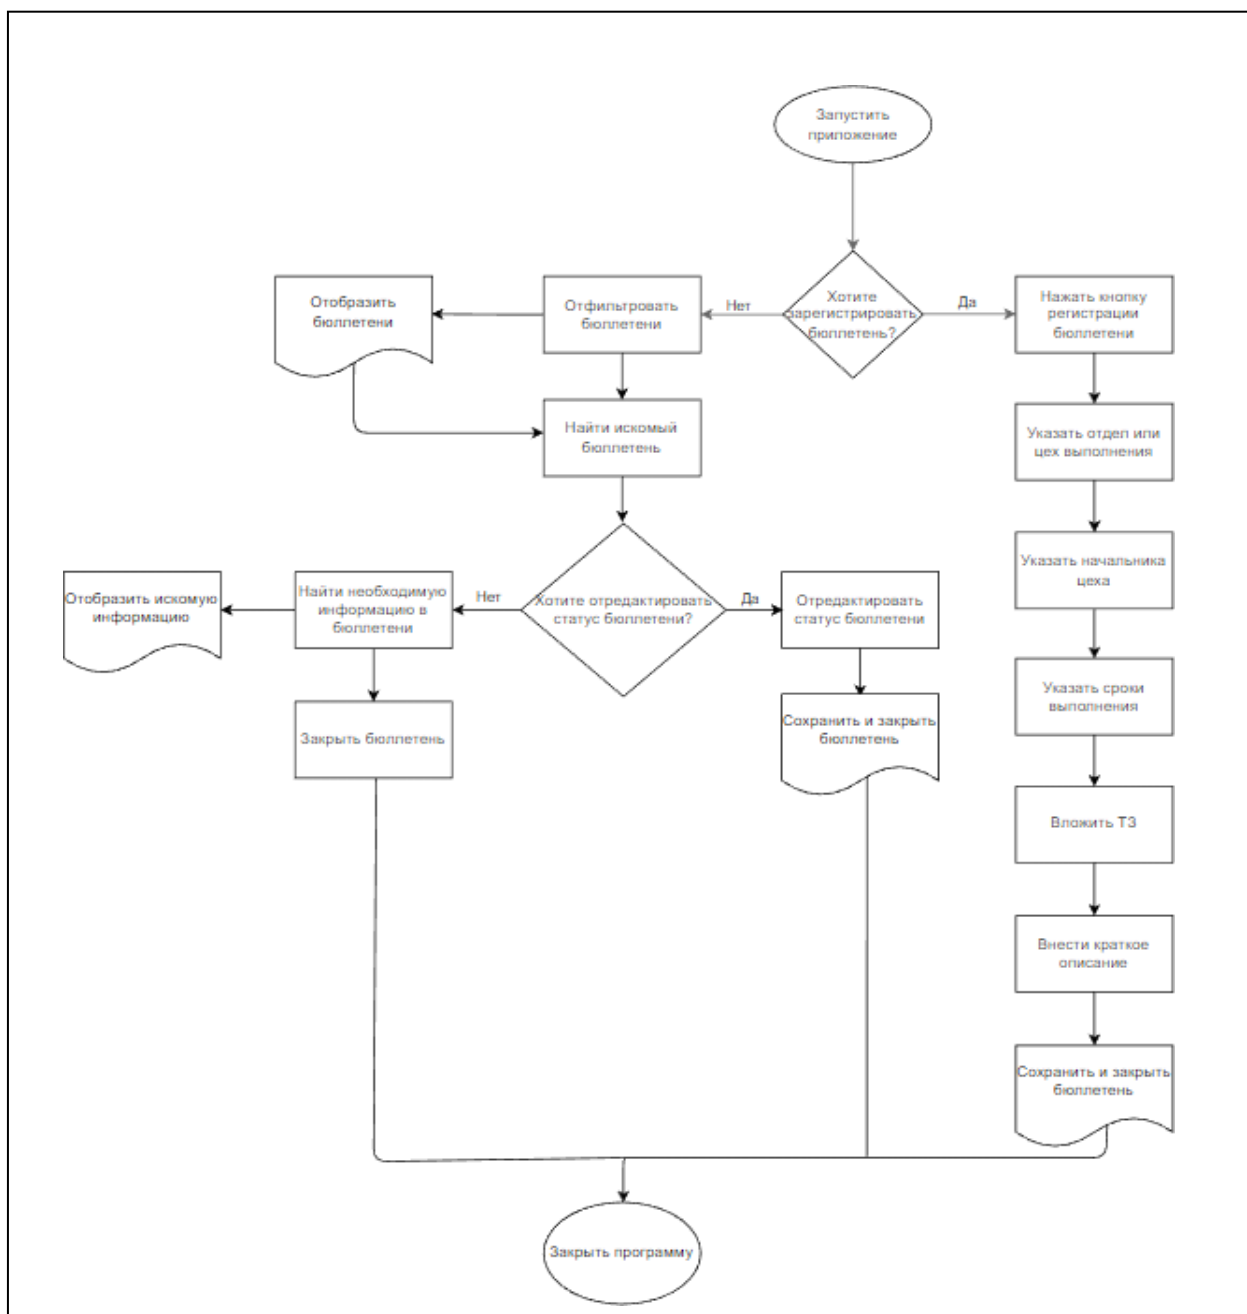 Запустить
приложение
Хотите
зарегистрировать
бюллетень?
Нет
Да
Отфильтровать
бюллетени
Отобразить
бюллетени
Нажать кнопку
регистрации
бюллетени
Найти искомый
бюллетень
Указать отдел или
цех выполнения
Хотите отредактировать
статус бюллетени?
Нет
Да
Найти необходимую
информацию в
бюллетени
Отобразить искомую
информацию
Отредактировать
статус бюллетени
Указать начальника
цеха
Закрыть бюллетень
Сохранить и закрыть
бюллетень
Указать сроки
выполнения
Вложить ТЗ
Внести краткое
описание
Сохранить и закрыть
бюллетень
Закрыть программу